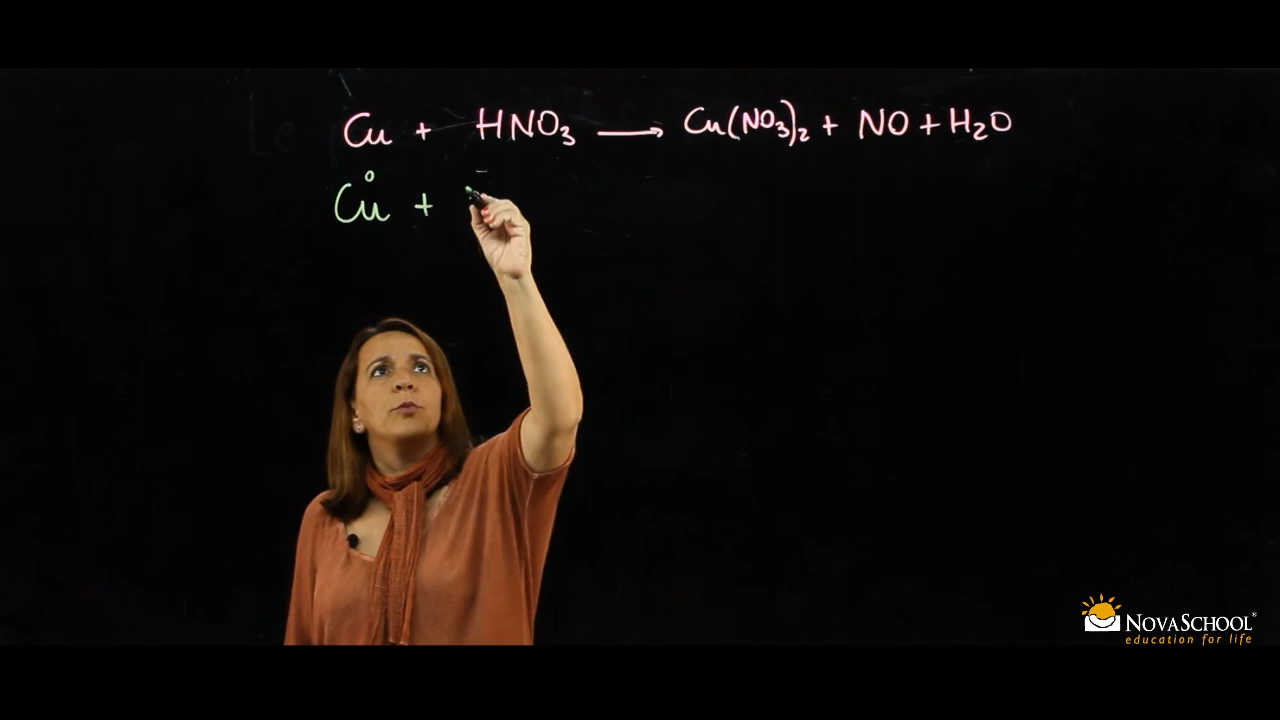 Cu + HNO₃ → Cu(NO₃)₂ + NO + H₂O
Cu⁰ +
NOVASCHOOL®
education for life